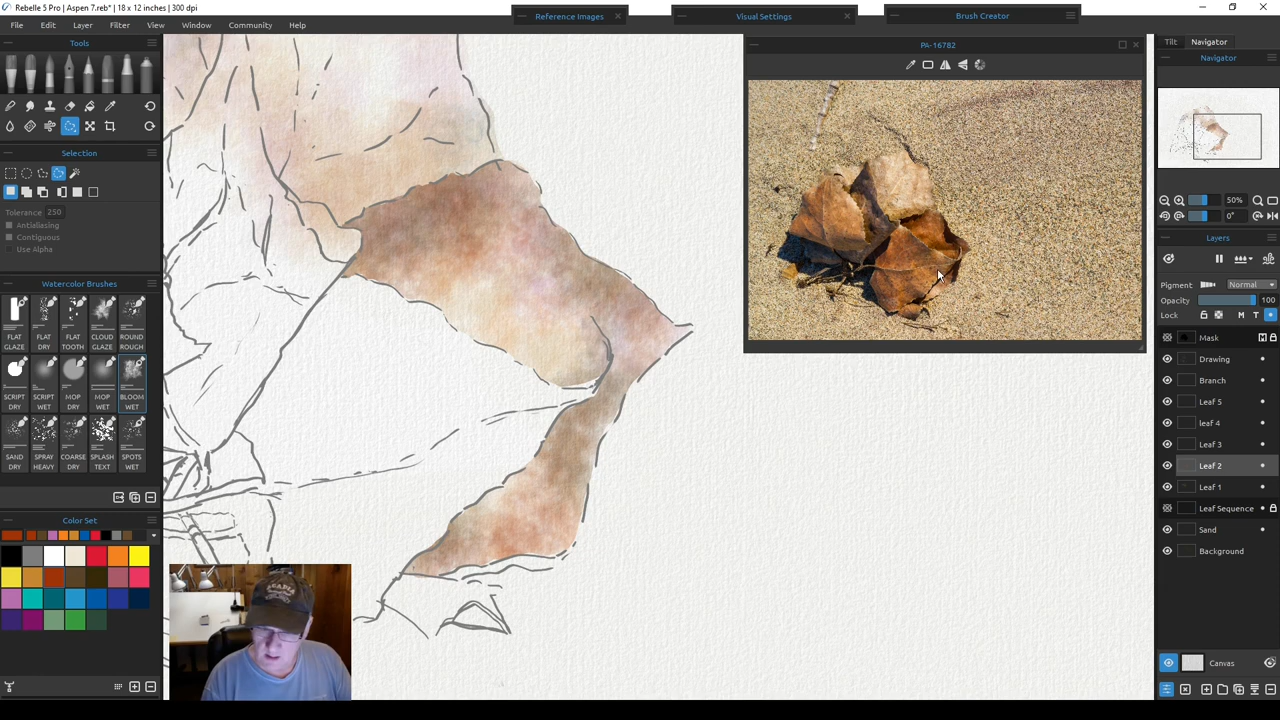 Rebelle 5 Pro | Aspen 7.reb* | 18 x 12 inches | 300 dpi
File Edit Layer Filter View Window Community
Reference Images Visual Settings Brush Creator
Tools
Selection
Tolerance 250
Antialiasing
Contiguous
Use Alpha
Watercolor Brushes
FLAT GLAZE FLAT DRY FLAT TOOTH CLOUD GLAZE ROUND ROUGH
SCRIPT DRY SCRIPT WET MOP DRY MOP WET BLOOM WET
SAND DRY SPRAY HEAVY COARSE DRY SPLASH TEXT SPOTS WET
Color Set
PA-16782
Tilt Navigator
Navigator
50%
0°
Layers
Pigment Normal
Opacity 100
Lock M T
Mask
Drawing
Branch
Leaf 5
leaf 4
Leaf 3
Leaf 2
Leaf 1
Leaf Sequence
Sand
Background
Canvas